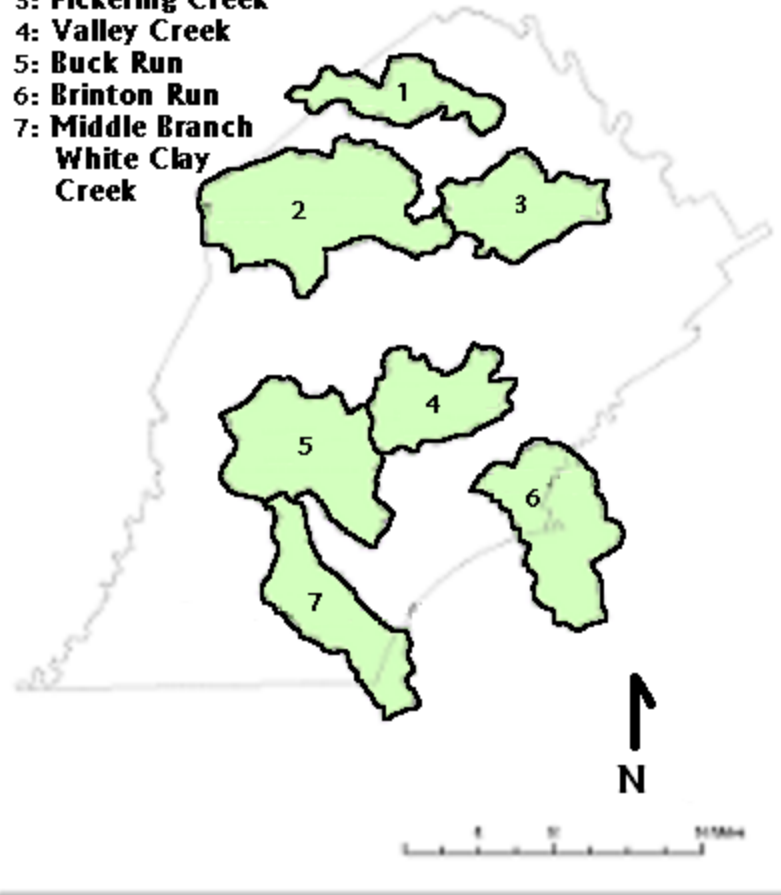 3: Pickering Creek
4: Valley Creek
5: Buck Run
6: Brinton Run
7: Middle Branch
White Clay
Creek
1
2
3
4
5
6
7
N